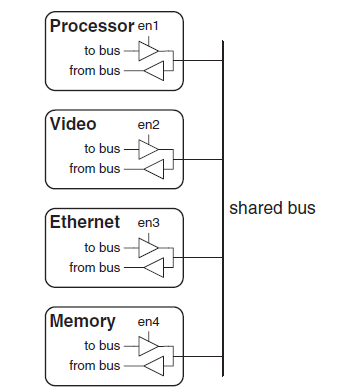 Processor en1
to bus
from bus
Video en2
to bus
from bus
shared bus
Ethernet en3
to bus
from bus
Memory en4
to bus
from bus